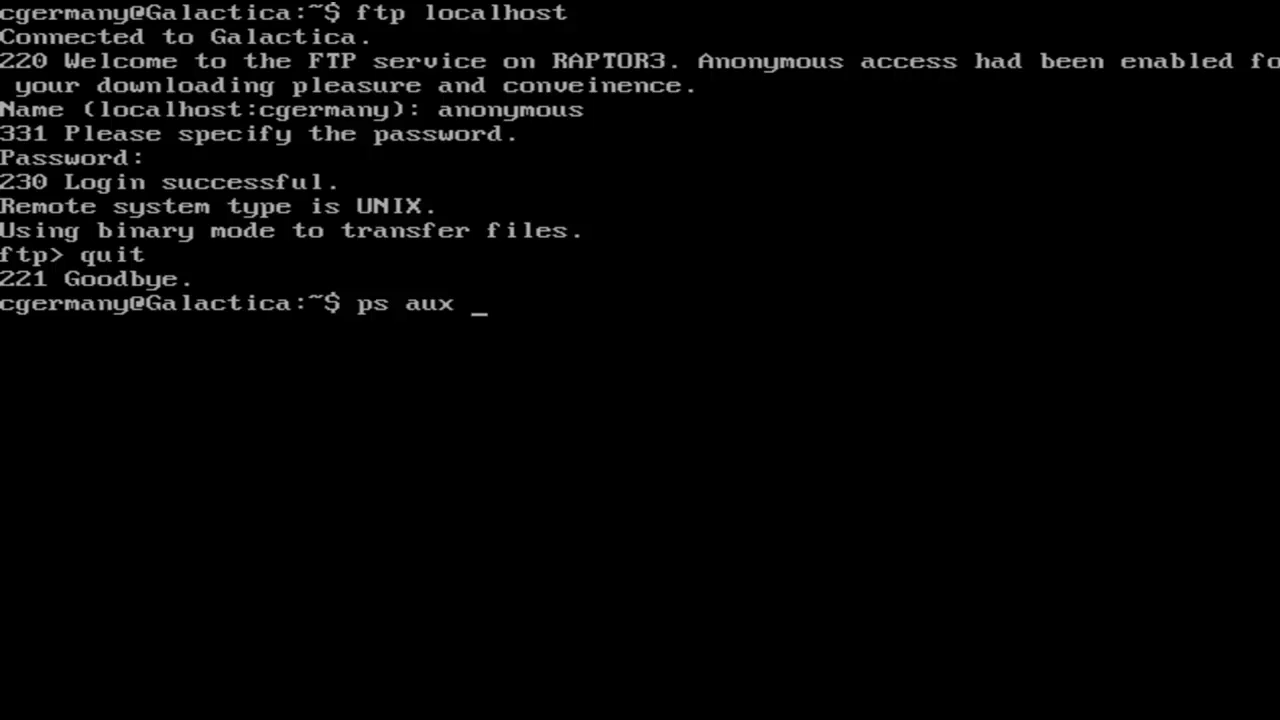 cgermany@Galactica:~$ ftp localhost
Connected to Galactica.
220 Welcome to the FTP service on RAPTOR3. Anonymous access had been enabled fo
 your downloading pleasure and conveinence.
Name (localhost:cgermany): anonymous
331 Please specify the password.
Password:
230 Login successful.
Remote system type is UNIX.
Using binary mode to transfer files.
ftp> quit
221 Goodbye.
cgermany@Galactica:~$ ps aux _